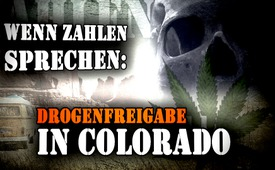 WENN ZAHLEN
SPRECHEN:
DROGENFREIGABE
IN COLORADO